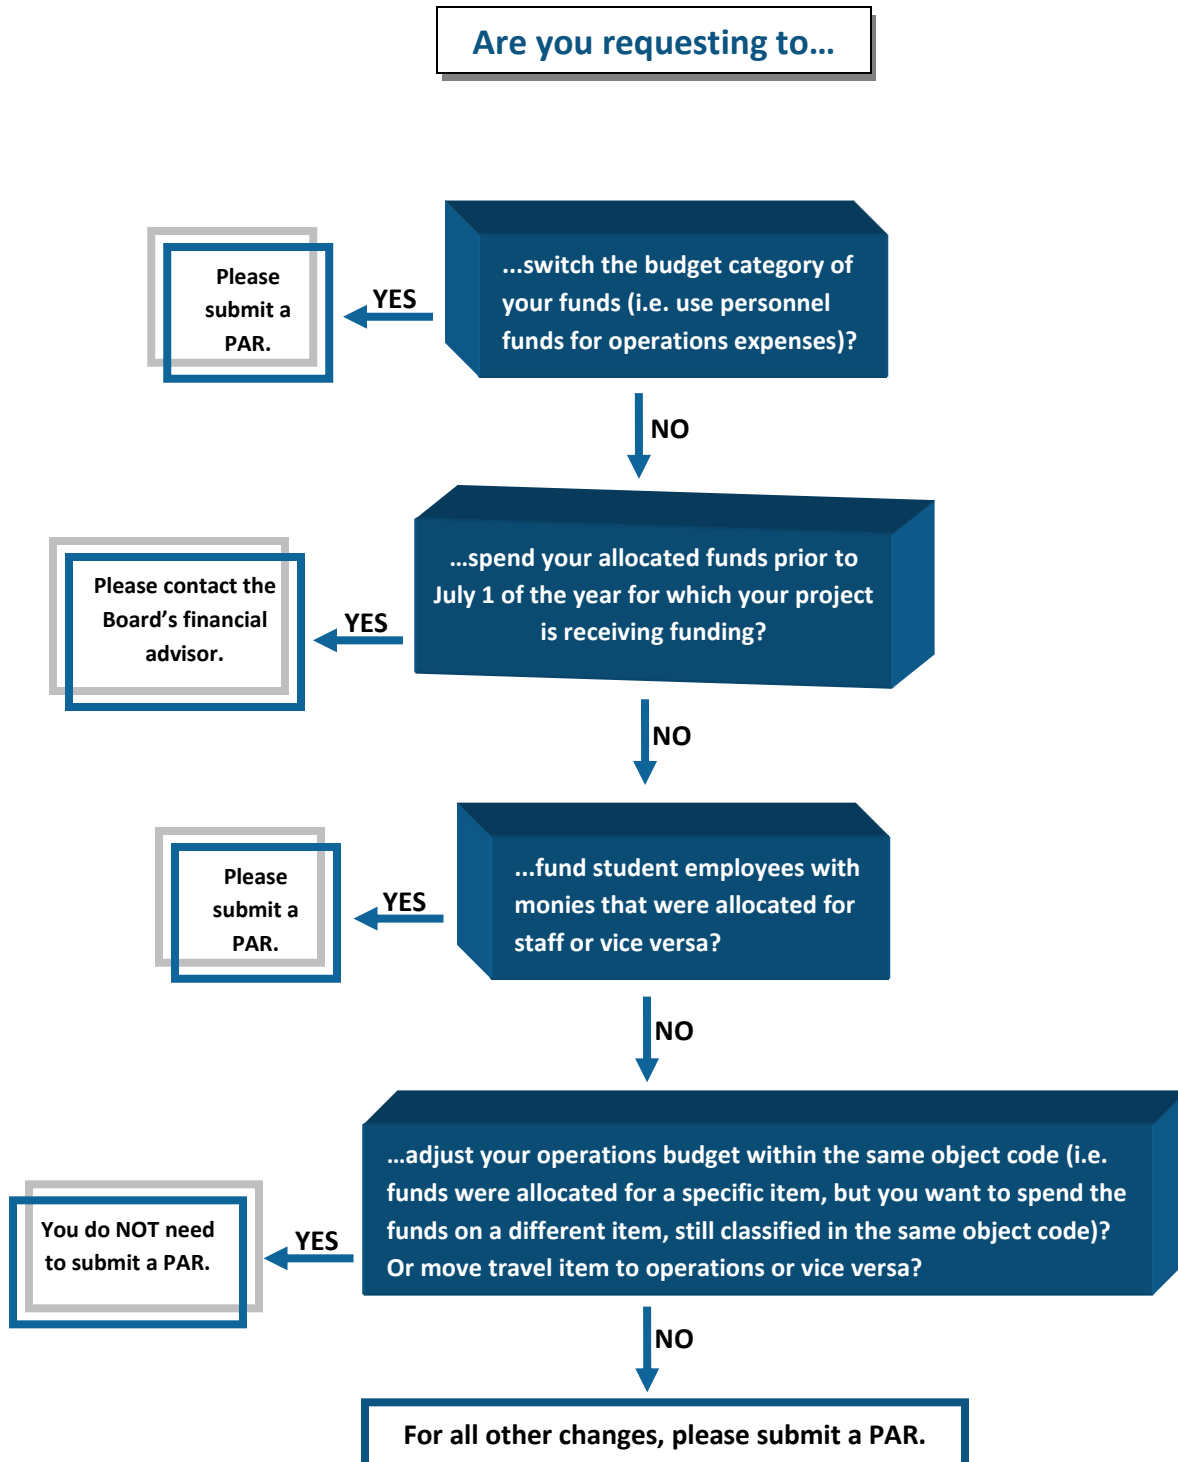 Are you requesting to…
...switch the budget category of
your funds (i.e. use personnel
funds for operations expenses)?
YES
Please
submit a
PAR.
NO
…spend your allocated funds prior to
July 1 of the year for which your project
is receiving funding?
YES
Please contact the
Board’s financial
advisor.
NO
...fund student employees with
monies that were allocated for
staff or vice versa?
YES
Please
submit a
PAR.
NO
…adjust your operations budget within the same object code (i.e.
funds were allocated for a specific item, but you want to spend the
funds on a different item, still classified in the same object code)?
Or move travel item to operations or vice versa?
YES
You do NOT need
to submit a PAR.
NO
For all other changes, please submit a PAR.